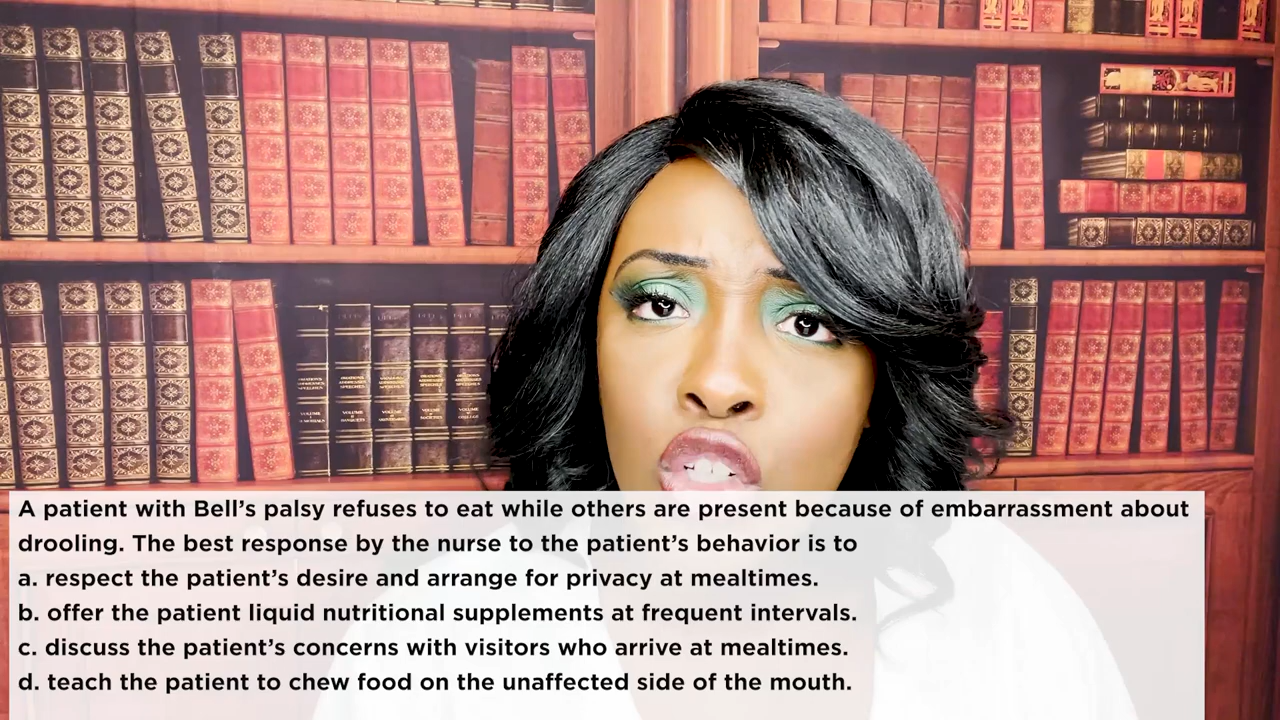 A patient with Bell’s palsy refuses to eat while others are present because of embarrassment about
drooling. The best response by the nurse to the patient’s behavior is to
a. respect the patient’s desire and arrange for privacy at mealtimes.
b. offer the patient liquid nutritional supplements at frequent intervals.
c. discuss the patient’s concerns with visitors who arrive at mealtimes.
d. teach the patient to chew food on the unaffected side of the mouth.